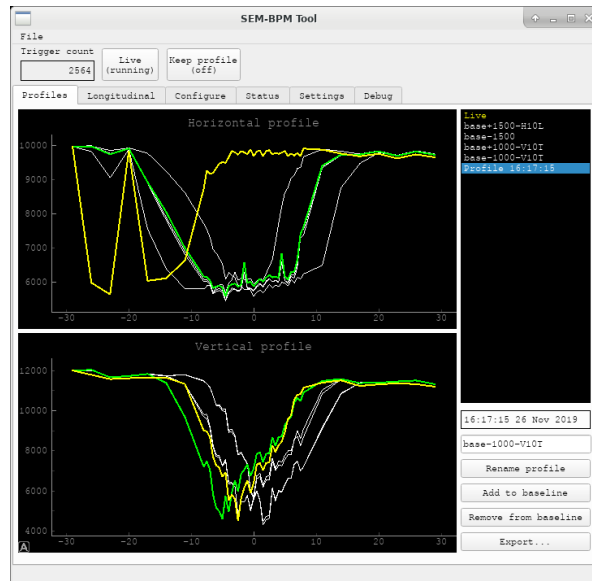 SEM-BPM Tool
File
Trigger count
2564
Live
(running)
Keep profile
(off)
Profiles Longitudinal Configure Status Settings Debug
Horizontal profile
10000
9000
8000
7000
6000
-30 -20 -10 0 10 20 30
Vertical profile
12000
10000
8000
6000
4000
-30 -20 -10 0 10 20 30
A
Live
base+1500-H10L
base-1500
base+1000-V10T
base-1000-V10T
Profile 16:17:15
16:17:15 26 Nov 2019
base-1000-V10T
Rename profile
Add to baseline
Remove from baseline
Export...